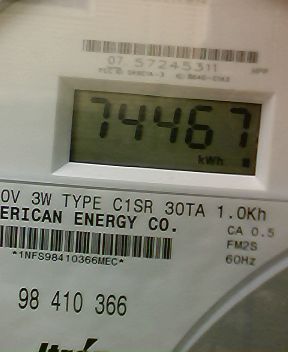 07 57245311
74467
kWh
0V 3W TYPE C1SR 30TA 1.0Kh
ERICAN ENERGY CO.
CA 0.5
FM2S
*1NFS98410366MEC*
60Hz
98 410 366
Itron